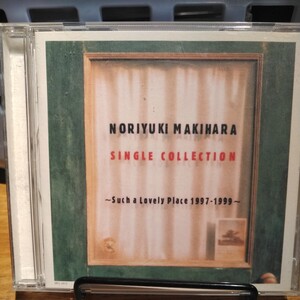 NORIYUKI MAKIHARA
SINGLE COLLECTION
~Such a Lovely Place 1997-1999~